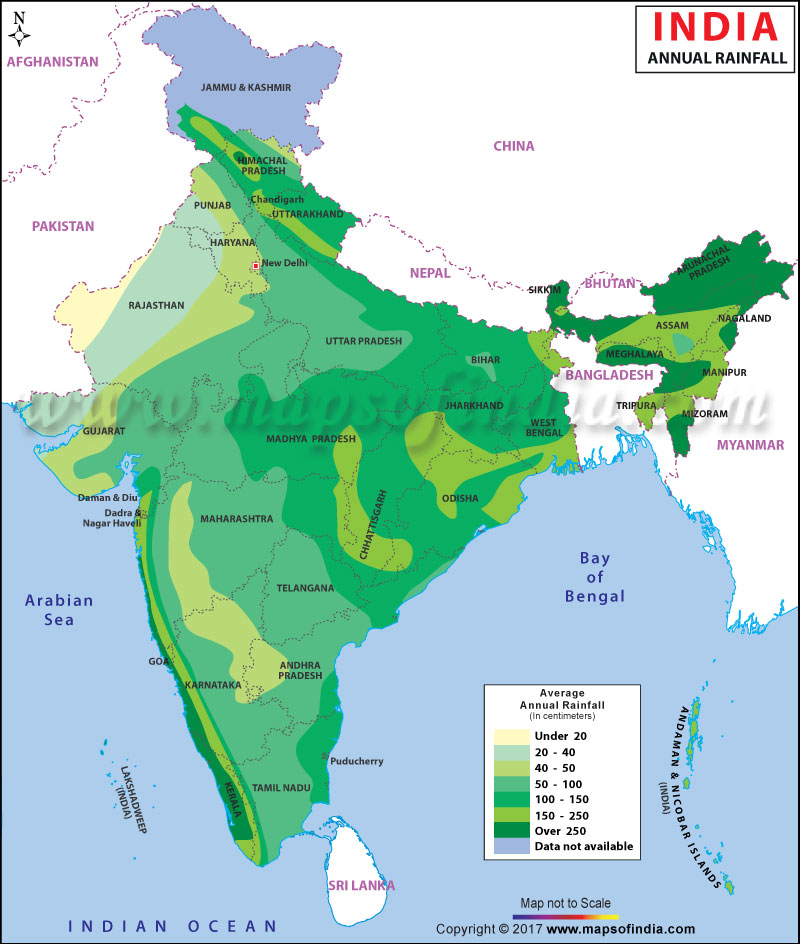 N
INDIA
ANNUAL RAINFALL
AFGHANISTAN
JAMMU & KASHMIR
CHINA
HIMACHAL
PRADESH
PUNJAB
Chandigarh
UTTARAKHAND
PAKISTAN
HARYANA
New Delhi
NEPAL
ARUNACHAL
PRADESH
SIKKIM
BHUTAN
RAJASTHAN
NAGALAND
ASSAM
UTTAR PRADESH
BIHAR
MEGHALAYA
MANIPUR
BANGLADESH
www.mapsofindia.com
JHARKHAND
TRIPURA
MIZORAM
GUJARAT
WEST
BENGAL
MADHYA PRADESH
MYANMAR
Daman & Diu
ODISHA
Dadra &
Nagar Haveli
MAHARASHTRA
CHHATTISGARH
Bay
of
Bengal
TELANGANA
Arabian
Sea
GOA
ANDHRA
PRADESH
KARNATAKA
Average
Annual Rainfall
(In centimeters)
Under 20
20 - 40
40 - 50
50 - 100
100 - 150
150 - 250
Over 250
Data not available
ANDAMAN & NICOBAR ISLANDS
(INDIA)
Puducherry
LAKSHADWEEP
(INDIA)
KERALA
TAMIL NADU
SRI LANKA
Map not to Scale
INDIAN OCEAN
Copyright © 2017 www.mapsofindia.com